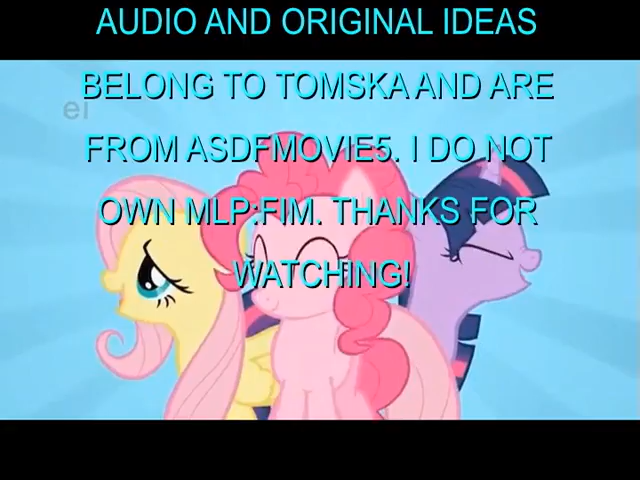 AUDIO AND ORIGINAL IDEAS
BELONG TO TOMSKA AND ARE
FROM ASDFMOVIE5. I DO NOT
OWN MLP:FIM. THANKS FOR
WATCHING!